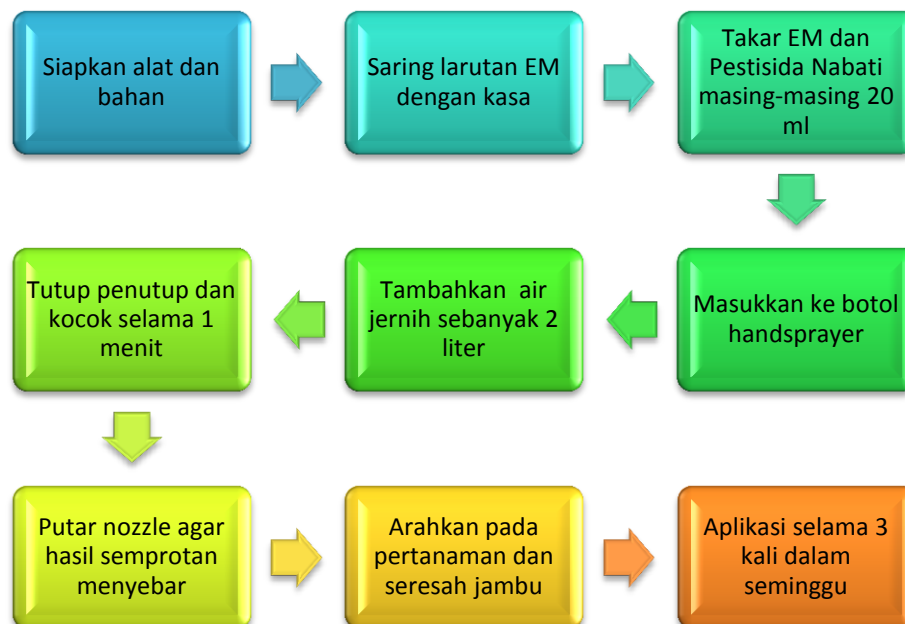 Siapkan alat dan
bahan
Saring larutan EM
dengan kasa
Takar EM dan
Pestisida Nabati
masing-masing 20
ml
Masukkan ke botol
handsprayer
Tambahkan  air
jernih sebanyak 2
liter
Tutup penutup dan
kocok selama 1
menit
Putar nozzle agar
hasil semprotan
menyebar
Arahkan pada
pertanaman dan
seresah jambu
Aplikasi selama 3
kali dalam
seminggu